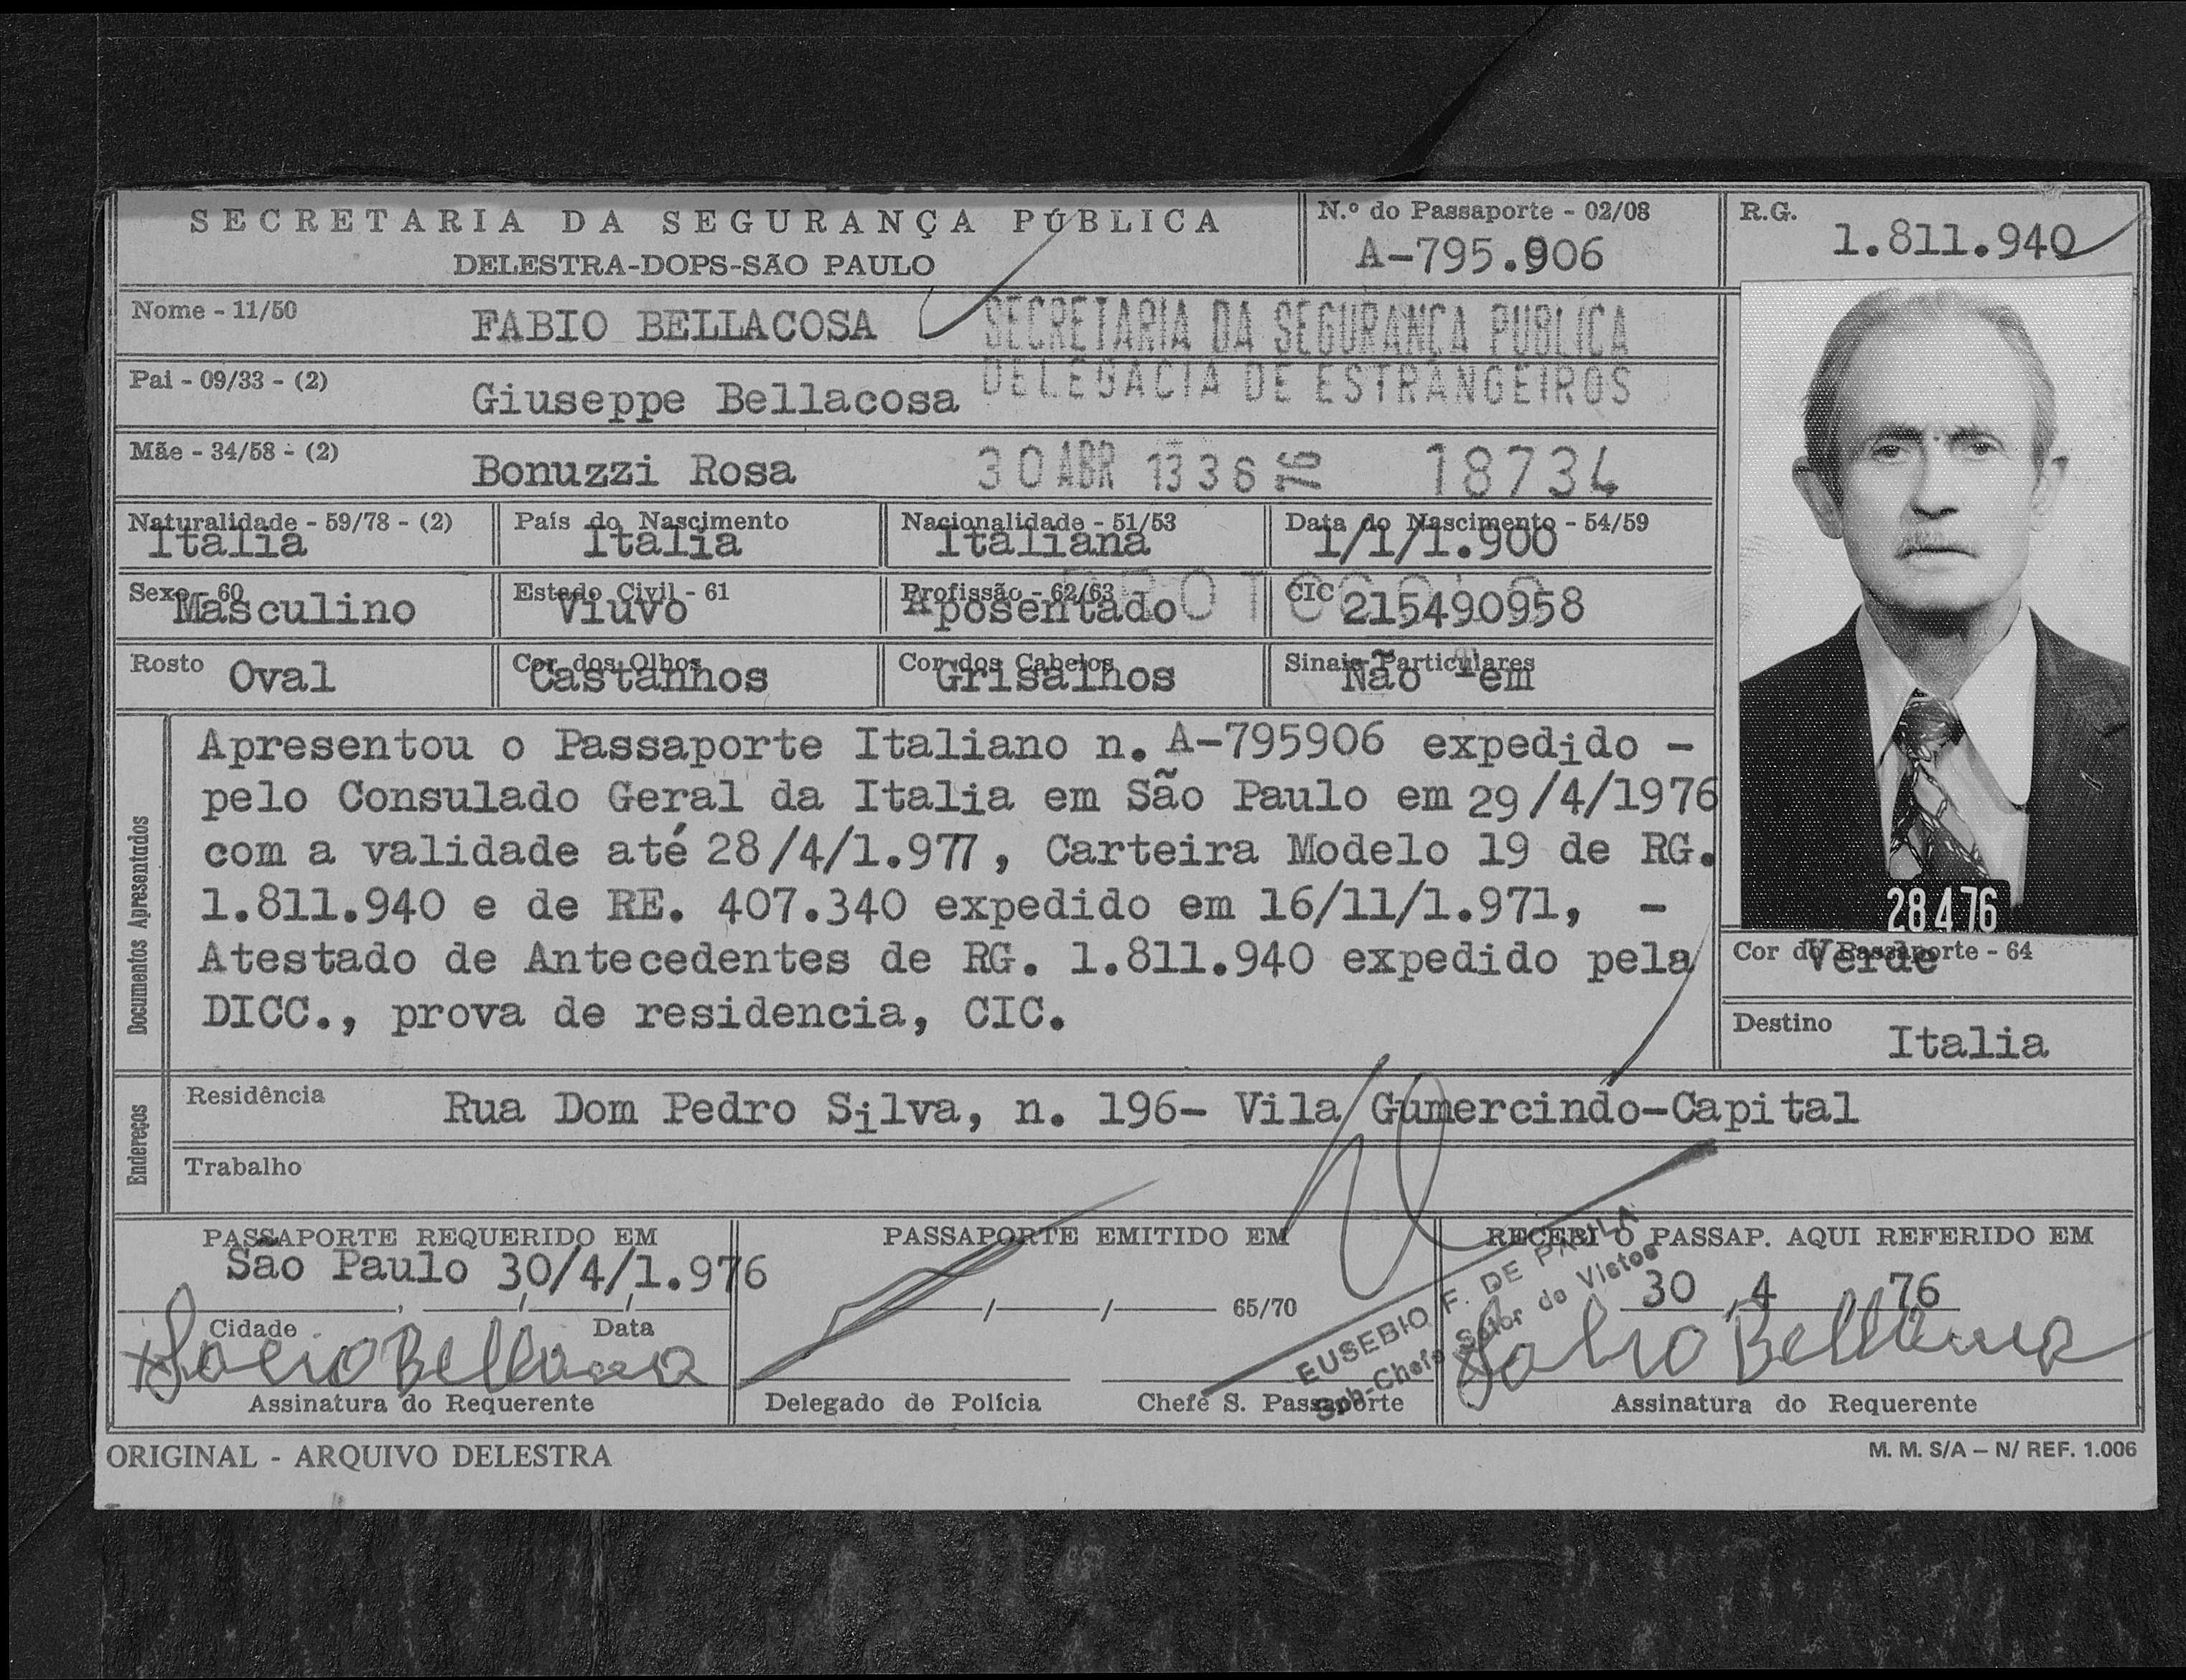 SECRETARIA DA SEGURANÇA PÚBLICA
DELESTRA-DOPS-SÃO PAULO
N.º do Passaporte - 02/08
A-795.906
R.G.
1.811.940
Nome - 11/50
FABIO BELLACOSA
SECRETARIA DA SEGURANCA PUBLICA
DELEGACIA DE ESTRANGEIROS
Pai - 09/33 - (2)
Giuseppe Bellacosa
Mãe - 34/58 - (2)
Bonuzzi Rosa
30 ABR 1336 76 18734
Naturalidade - 59/78 - (2)
Italia
País do Nascimento
Italia
Nacionalidade - 51/53
Italiana
Data do Nascimento - 54/59
1/1/1.900
Sexo - 60
Masculino
Estado Civil - 61
Viuvo
Profissão - 62/63
Aposentado
CIC
215490958
Rosto
Oval
Cor dos Olhos
Castanhos
Cor dos Cabelos
Grisalhos
Sinais Particulares
Não Tem
Documentos Apresentados
Apresentou o Passaporte Italiano n. A-795906 expedido -
pelo Consulado Geral da Italia em São Paulo em 29/4/1976
com a validade até 28/4/1.977, Carteira Modelo 19 de RG.
1.811.940 e de RE. 407.340 expedido em 16/11/1.971, -
Atestado de Antecedentes de RG. 1.811.940 expedido pela
DICC., prova de residencia, CIC.
28 4 76
Cor do Passaporte - 64
Verde
Destino
Italia
Endereços
Residência
Rua Dom Pedro Silva, n. 196- Vila Gumercindo-Capital
Trabalho
PASSAPORTE REQUERIDO EM
São Paulo 30/4/1.976
Cidade Data
Fabio Bellacosa
Assinatura do Requerente
PASSAPORTE EMITIDO EM
/ / 65/70
Delegado de Polícia
Chefe S. Passaporte
EUSEBIO F. DE PAULA
Sub-Chefe Setor de Vistos
RECEBI O PASSAP. AQUI REFERIDO EM
30 4 76
Fabio Bellacosa
Assinatura do Requerente
ORIGINAL - ARQUIVO DELESTRA
M. M. S/A – N/ REF. 1.006